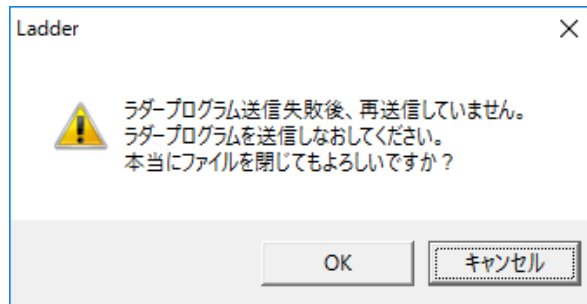 Ladder
ラダープログラム送信失敗後、再送信していません。
ラダープログラムを送信しなおしてください。
本当にファイルを閉じてもよろしいですか？
OK
キャンセル